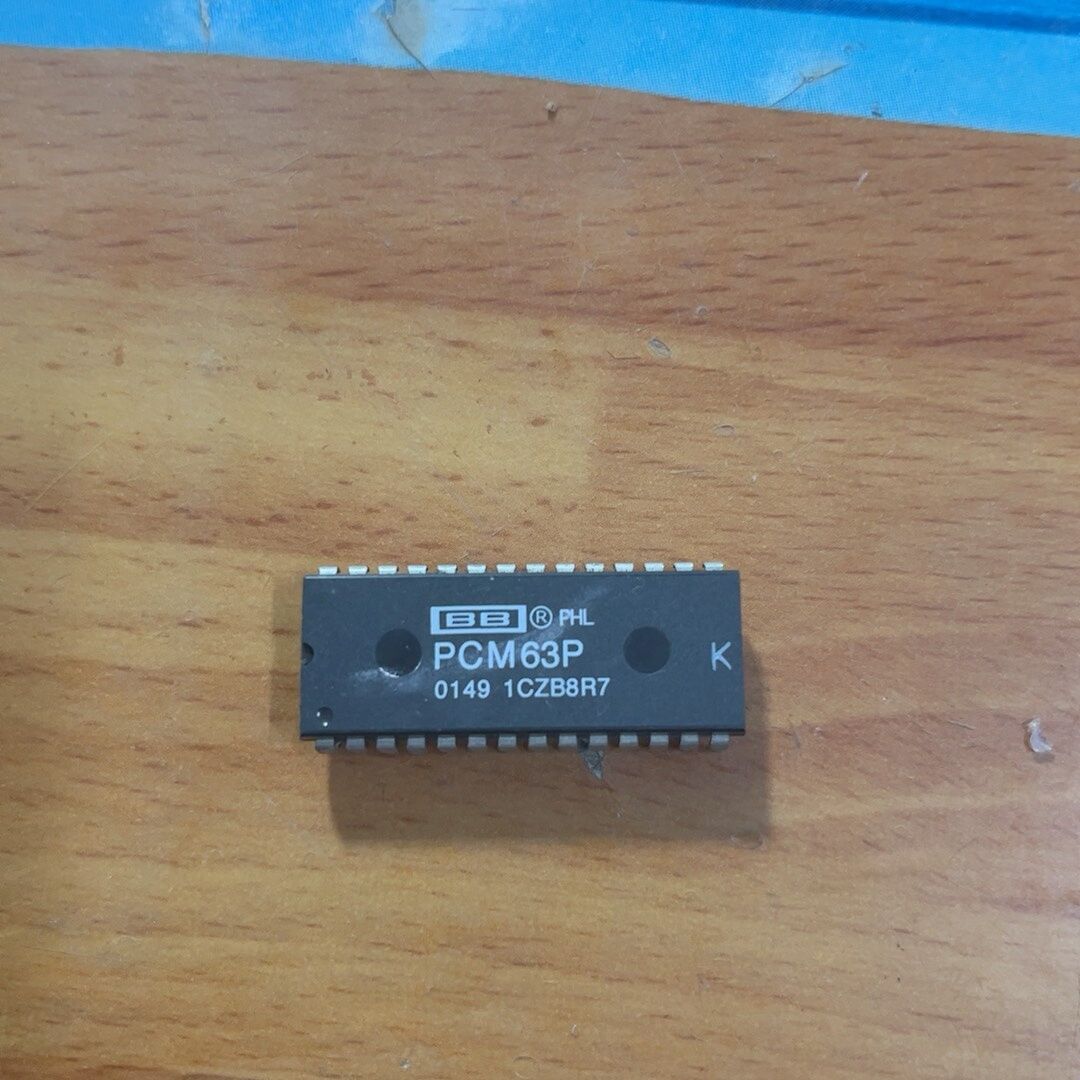 BB ® PHL
PCM63P
K
0149 1CZB8R7